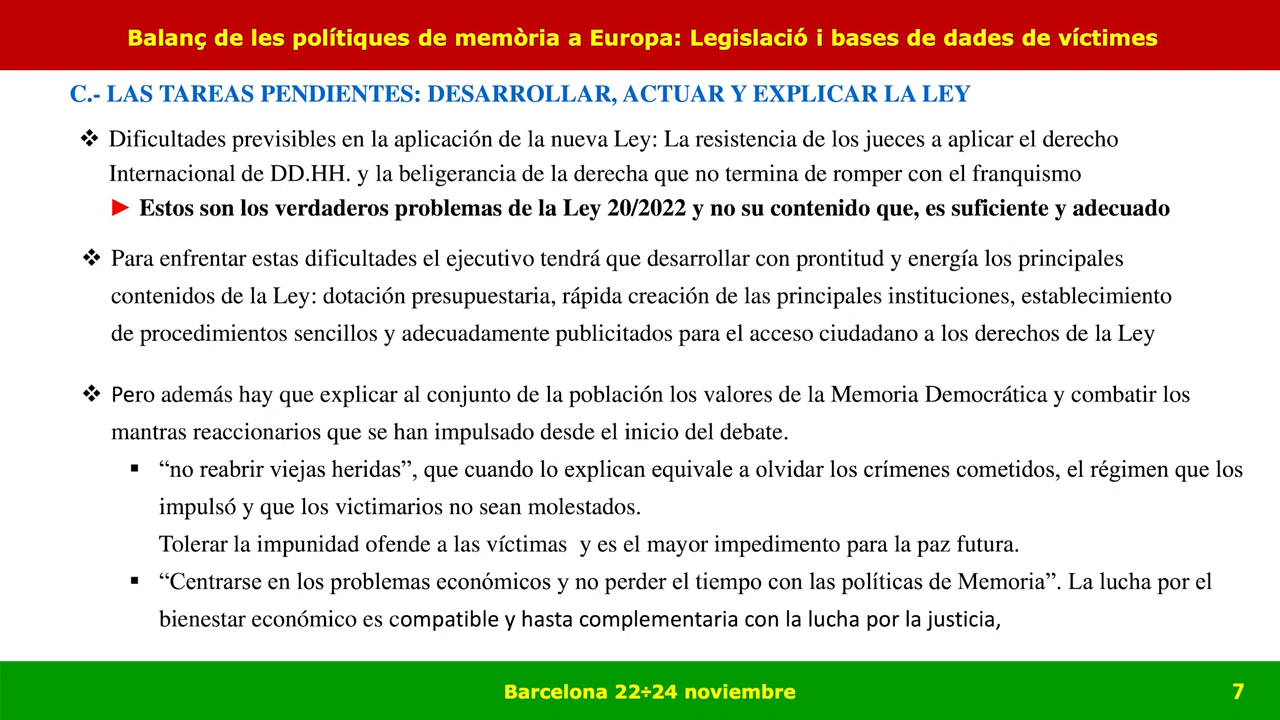 Balanç de les polítiques de memòria a Europa: Legislació i bases de dades de víctimes
C.- LAS TAREAS PENDIENTES: DESARROLLAR, ACTUAR Y EXPLICAR LA LEY
❖ Dificultades previsibles en la aplicación de la nueva Ley: La resistencia de los jueces a aplicar el derecho
Internacional de DD.HH. y la beligerancia de la derecha que no termina de romper con el franquismo
► Estos son los verdaderos problemas de la Ley 20/2022 y no su contenido que, es suficiente y adecuado
❖ Para enfrentar estas dificultades el ejecutivo tendrá que desarrollar con prontitud y energía los principales
contenidos de la Ley: dotación presupuestaria, rápida creación de las principales instituciones, establecimiento
de procedimientos sencillos y adecuadamente publicitados para el acceso ciudadano a los derechos de la Ley
❖ Pero además hay que explicar al conjunto de la población los valores de la Memoria Democrática y combatir los
mantras reaccionarios que se han impulsado desde el inicio del debate.
▪ “no reabrir viejas heridas”, que cuando lo explican equivale a olvidar los crímenes cometidos, el régimen que los
impulsó y que los victimarios no sean molestados.
Tolerar la impunidad ofende a las víctimas y es el mayor impedimento para la paz futura.
▪ “Centrarse en los problemas económicos y no perder el tiempo con las políticas de Memoria”. La lucha por el
bienestar económico es compatible y hasta complementaria con la lucha por la justicia,
Barcelona 22÷24 noviembre
7